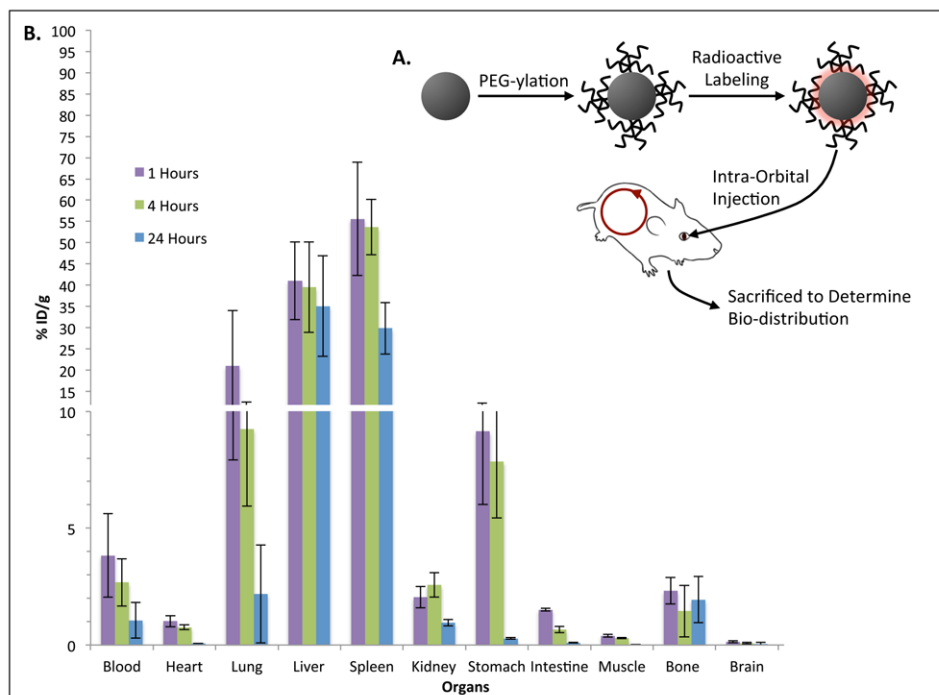 B.
A.
PEG-ylation
Radioactive
Labeling
Intra-Orbital
Injection
Sacrificed to Determine
Bio-distribution
1 Hours
4 Hours
24 Hours
% ID/g
100
95
90
85
80
75
70
65
60
55
50
45
40
35
30
25
20
15
10
5
0
Blood Heart Lung Liver Spleen Kidney Stomach Intestine Muscle Bone Brain
Organs